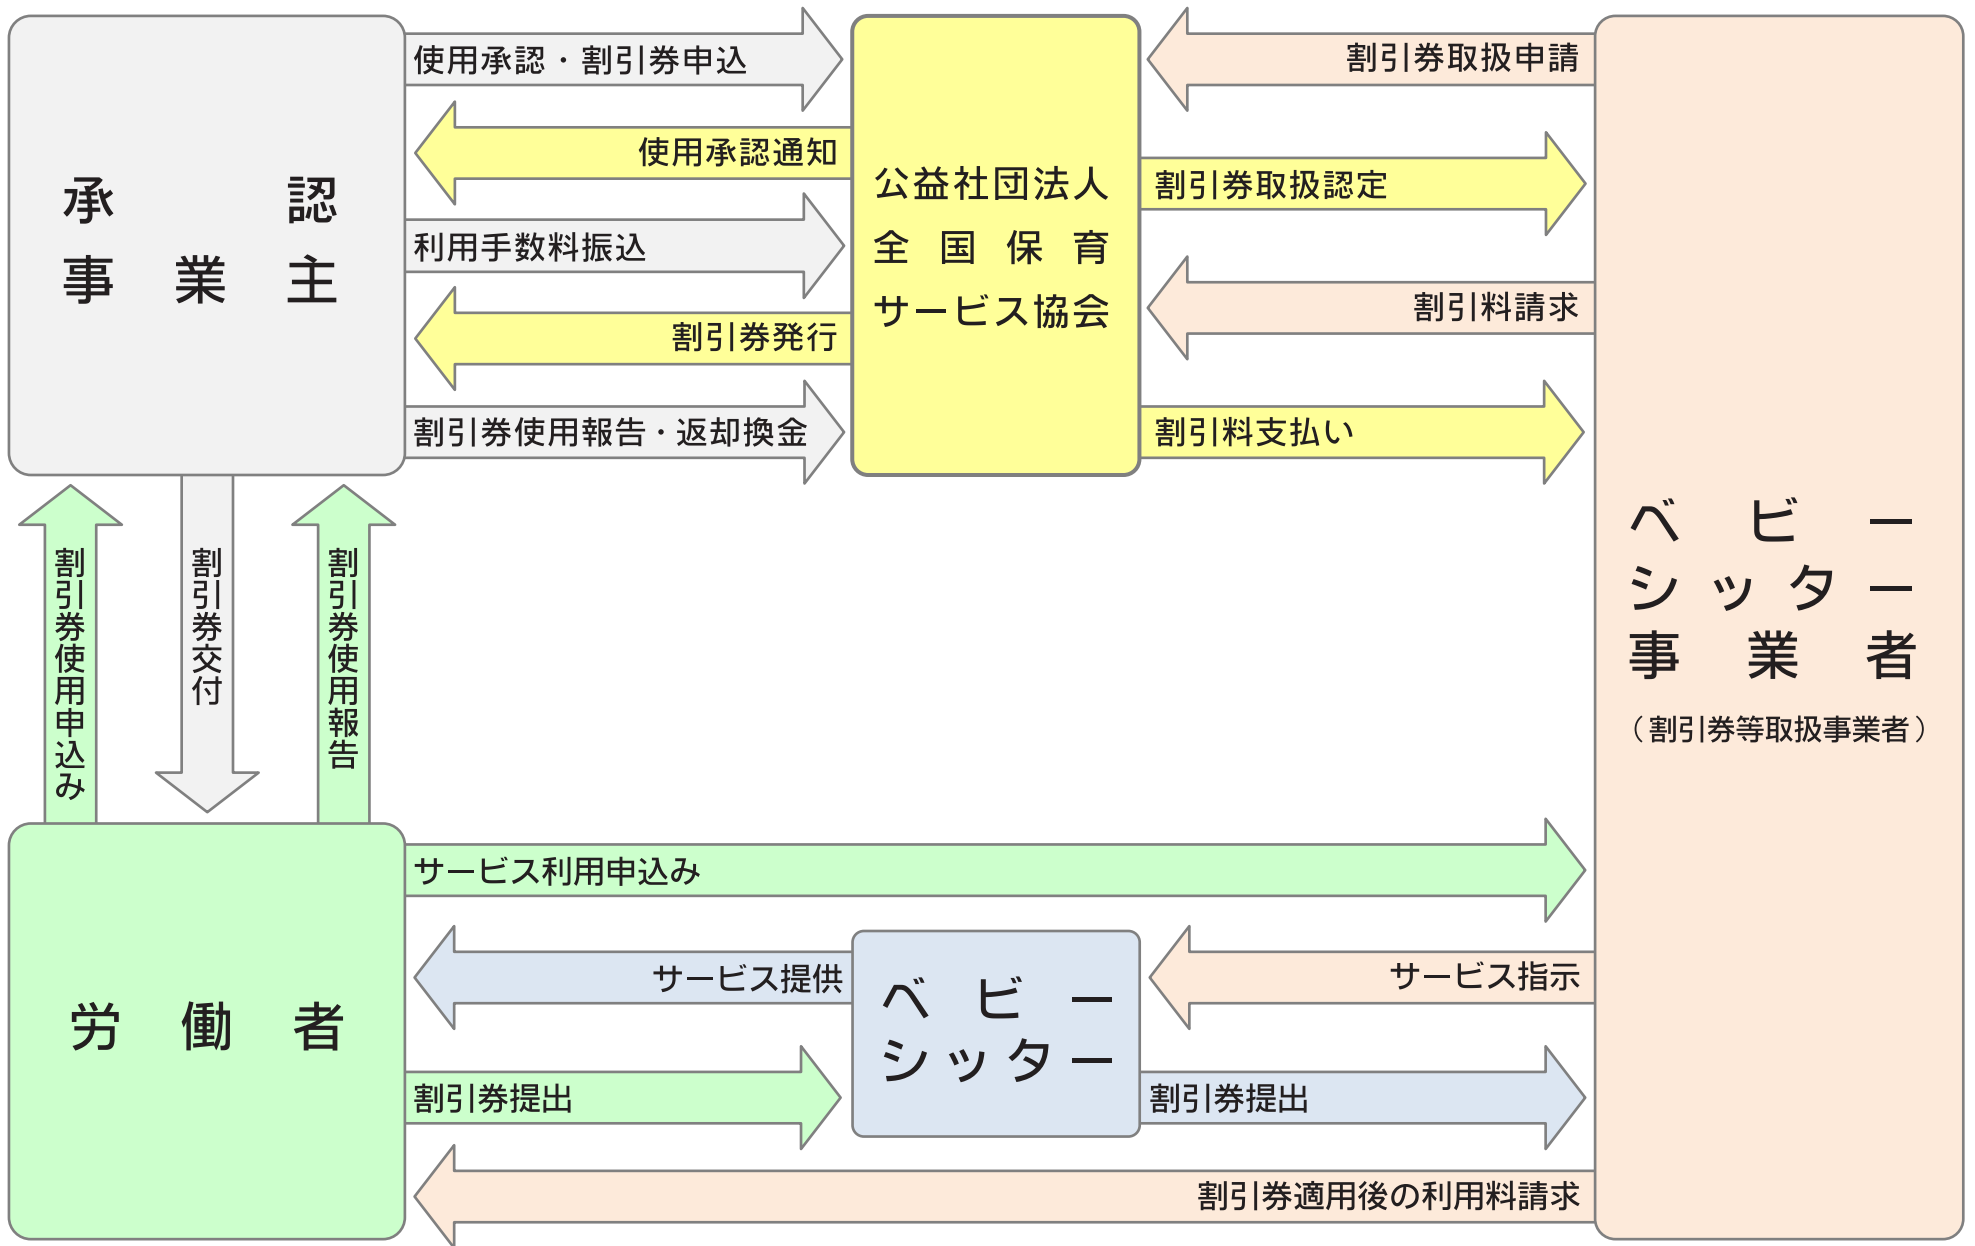 承認
事業主
使用承認・割引券申込
使用承認通知
利用手数料振込
割引券発行
割引券使用報告・返却換金
公益社団法人
全国保育
サービス協会
割引券取扱申請
割引券取扱認定
割引料請求
割引料支払い
ベビー
シッター
事業者
（割引券等取扱事業者）
割引券使用申込み
割引券交付
割引券使用報告
労働者
サービス利用申込み
サービス提供
割引券提出
ベビー
シッター
サービス指示
割引券提出
割引券適用後の利用料請求